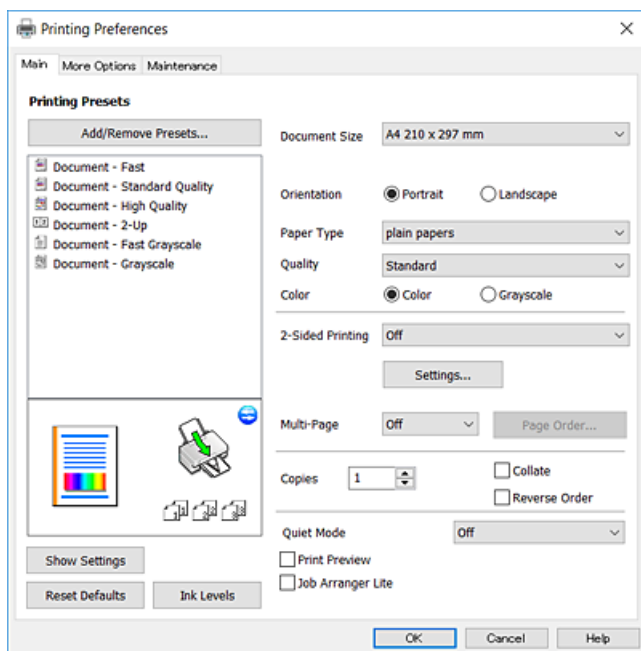 Printing Preferences
Main More Options Maintenance
Printing Presets
Add/Remove Presets...
Document - Fast
Document - Standard Quality
Document - High Quality
Document - 2-Up
Document - Fast Grayscale
Document - Grayscale
Show Settings
Reset Defaults Ink Levels
Document Size A4 210 x 297 mm
Orientation Portrait Landscape
Paper Type plain papers
Quality Standard
Color Color Grayscale
2-Sided Printing Off
Settings...
Multi-Page Off Page Order...
Copies 1 Collate
Reverse Order
Quiet Mode Off
Print Preview
Job Arranger Lite
OK Cancel Help